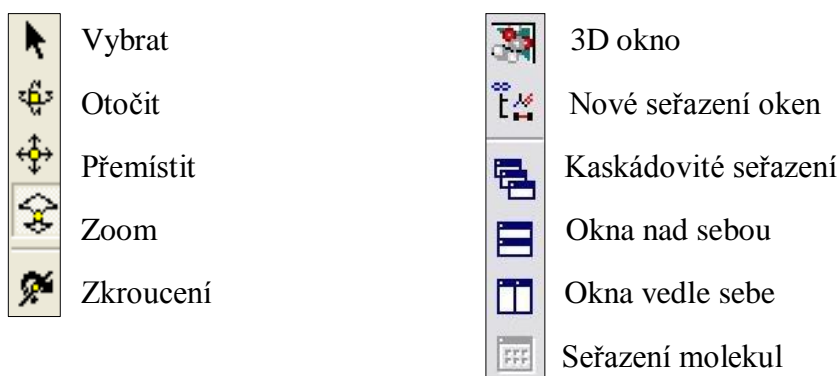 Vybrat
Otočit
Přemístit
Zoom
Zkroucení
3D okno
Nové seřazení oken
Kaskádovité seřazení
Okna nad sebou
Okna vedle sebe
Seřazení molekul